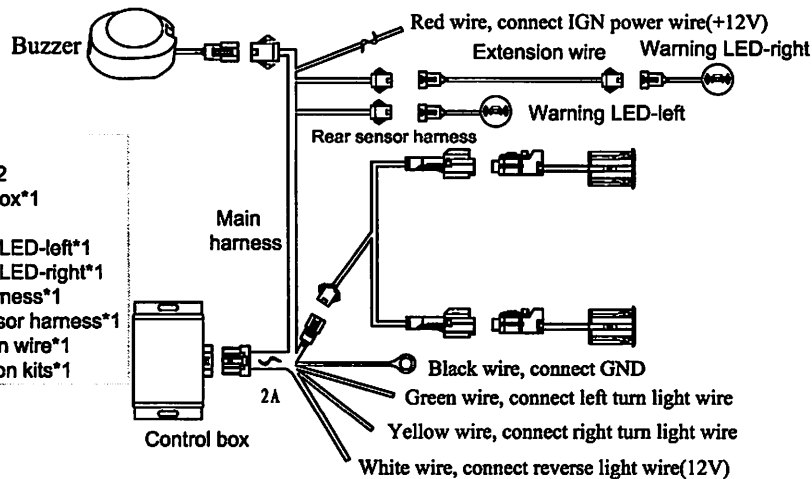 Red wire, connect IGN power wire(+12V)
Buzzer
Extension wire
Warning LED-right
Warning LED-left
Rear sensor harness
2
ox*1
LED-left*1
LED-right*1
ness*1
sor harness*1
n wire*1
on kits*1
Main
harness
2A
Control box
Black wire, connect GND
Green wire, connect left turn light wire
Yellow wire, connect right turn light wire
White wire, connect reverse light wire(12V)